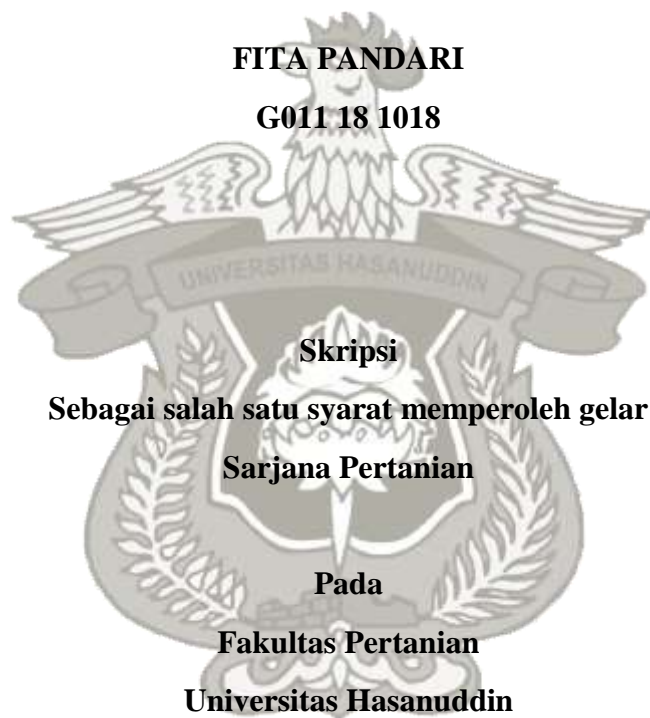 FITA PANDARI
G011 18 1018
UNIVERSITAS HASANUDDIN
Skripsi
Sebagai salah satu syarat memperoleh gelar
Sarjana Pertanian
Pada
Fakultas Pertanian
Universitas Hasanuddin